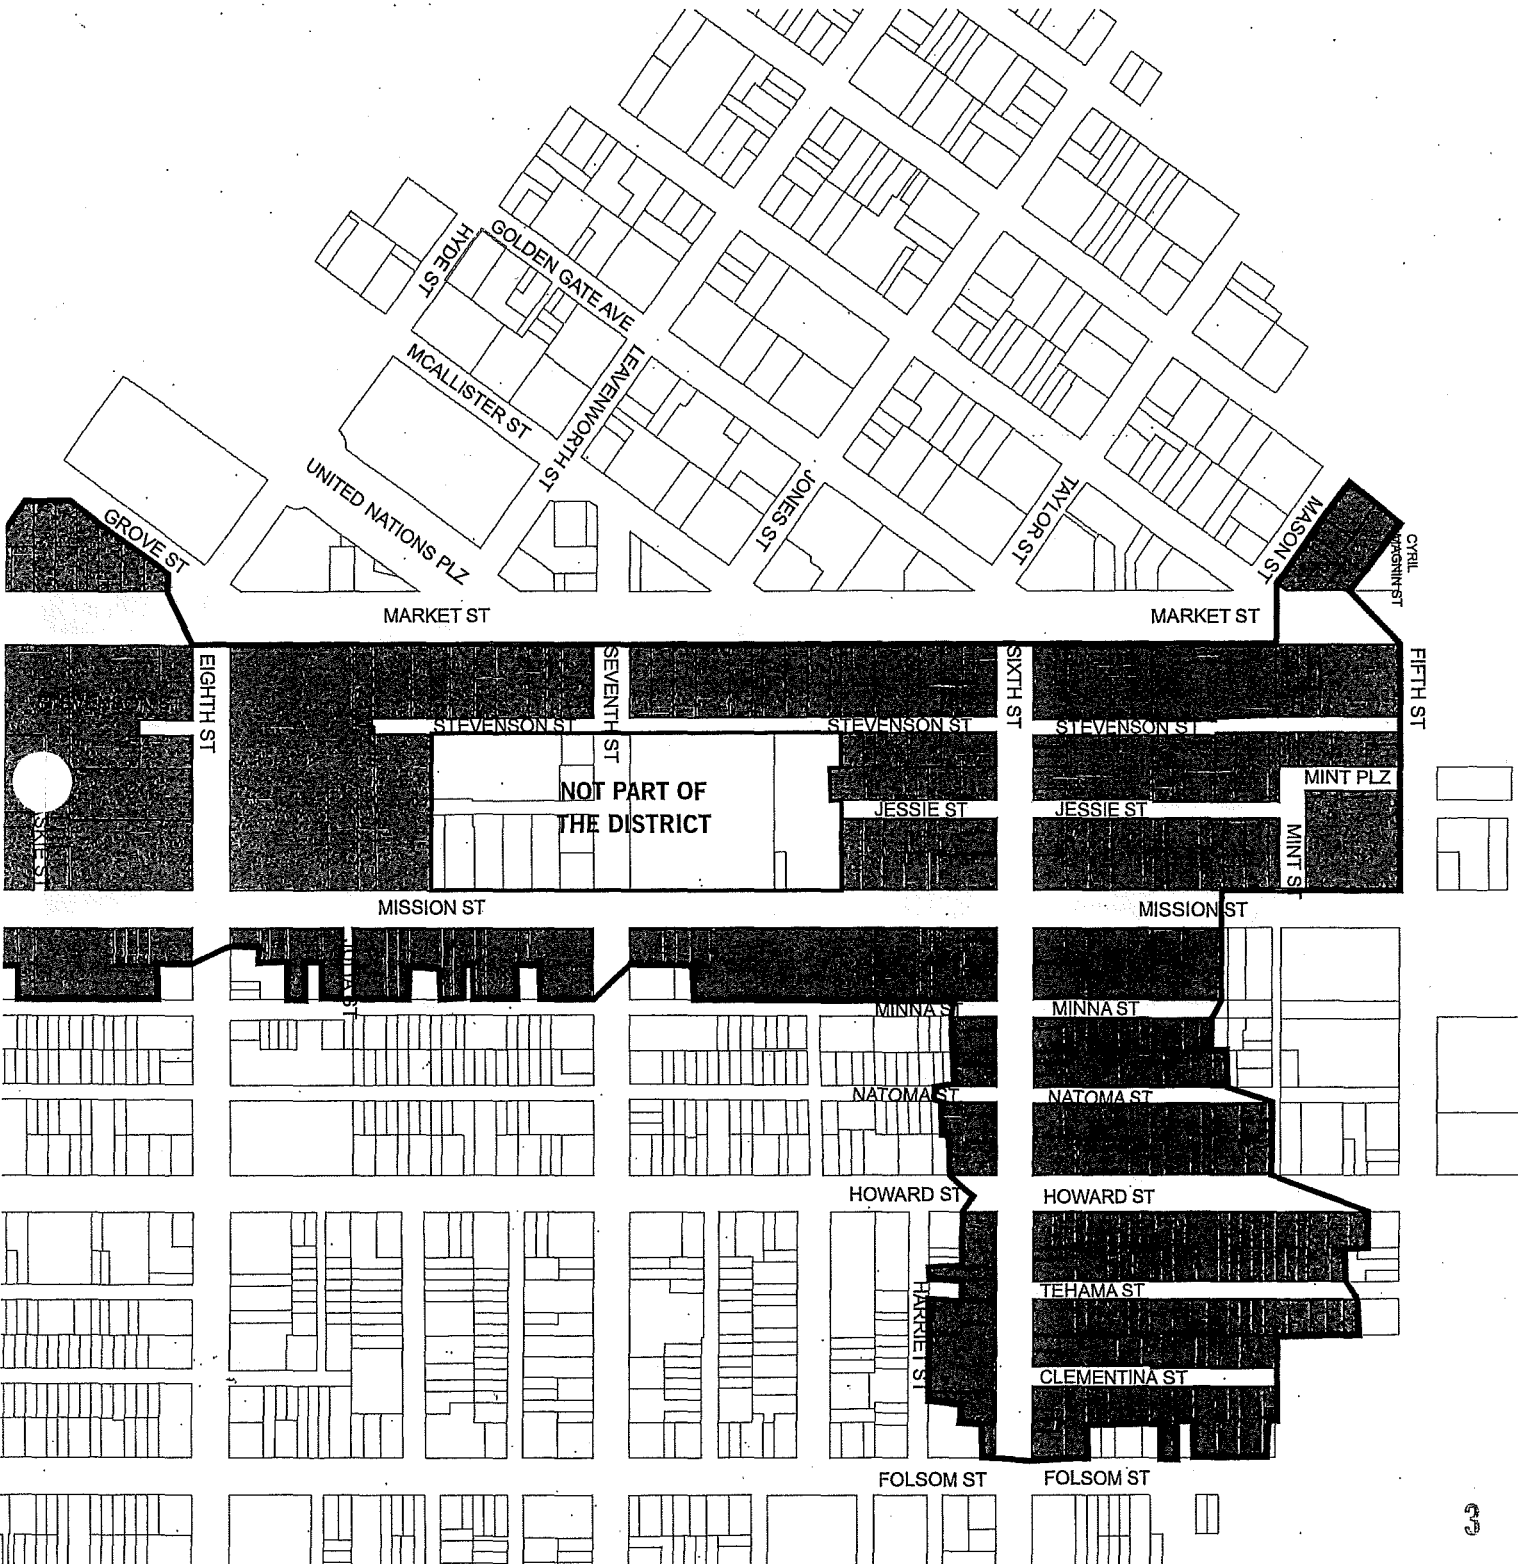 HYDE ST
GOLDEN GATE AVE
MCALLISTER ST
LEAVENWORTH ST
UNITED NATIONS PLZ
GROVE ST
JONES ST
TAYLOR ST
MASON ST
CYRIL
MAGNIN ST
MARKET ST
MARKET ST
EIGHTH ST
SEVENTH ST
SIXTH ST
FIFTH ST
STEVENSON ST
STEVENSON ST
STEVENSON ST
NOT PART OF
THE DISTRICT
MINT PLZ
JESSIE ST
JESSIE ST
MINT ST
MISSION ST
MISSION ST
MINNA ST
MINNA ST
NATOMA ST
NATOMA ST
HOWARD ST
HOWARD ST
TEHAMA ST
HARRIET ST
CLEMENTINA ST
FOLSOM ST
FOLSOM ST
3